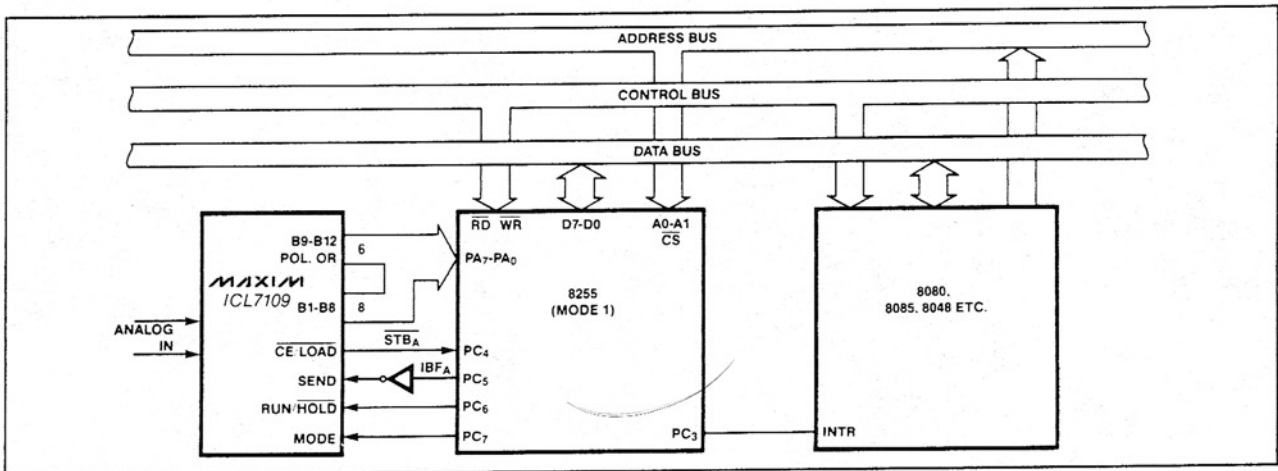 ADDRESS BUS
CONTROL BUS
DATA BUS
B9-B12
POL. OR
6
MAXIM
ICL7109
B1-B8
8
ANALOG
IN
CE/LOAD
STBA
SEND
IBFA
RUN/HOLD
MODE
RD WR
D7-D0
A0-A1
CS
PA7-PA0
8255
(MODE 1)
PC4
PC5
PC6
PC7
PC3
8080,
8085, 8048 ETC.
INTR